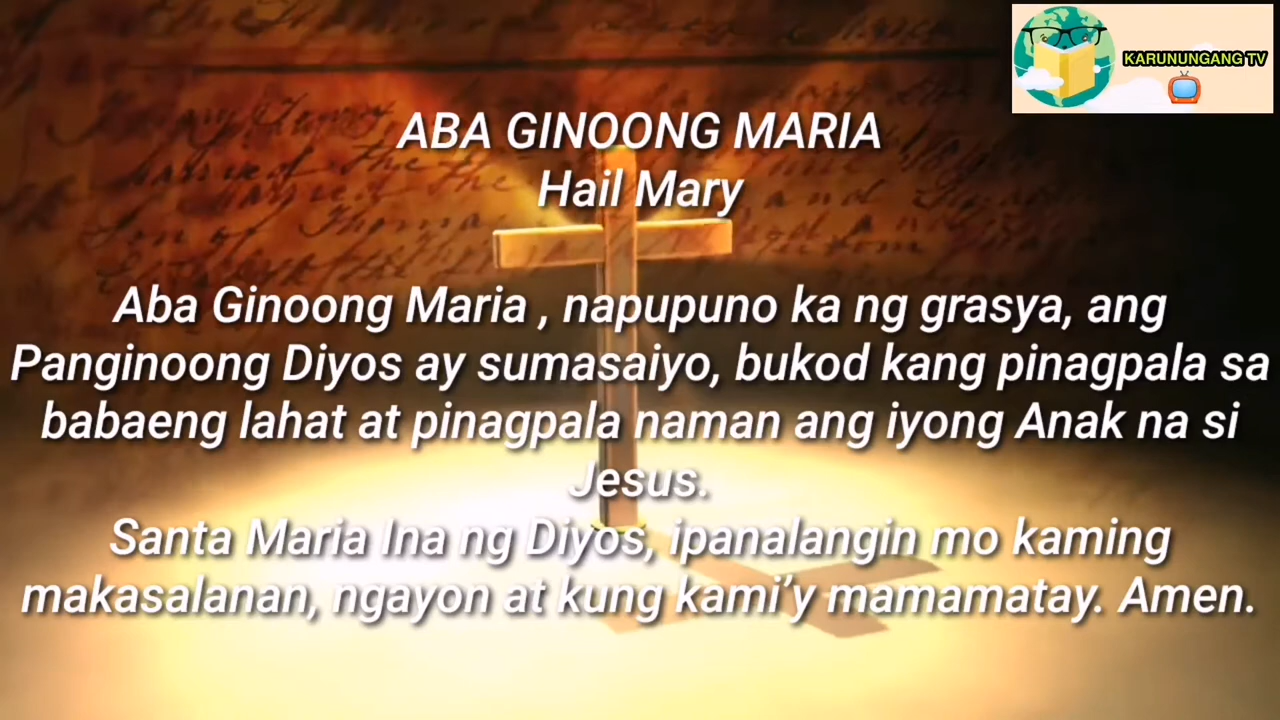 KARUNUNGANG TV
ABA GINOONG MARIA
Hail Mary
Aba Ginoong Maria , napupuno ka ng grasya, ang
Panginoong Diyos ay sumasaiyo, bukod kang pinagpala sa
babaeng lahat at pinagpala naman ang iyong Anak na si
Jesus.
Santa Maria Ina ng Diyos, ipanalangin mo kaming
makasalanan, ngayon at kung kami’y mamamatay. Amen.